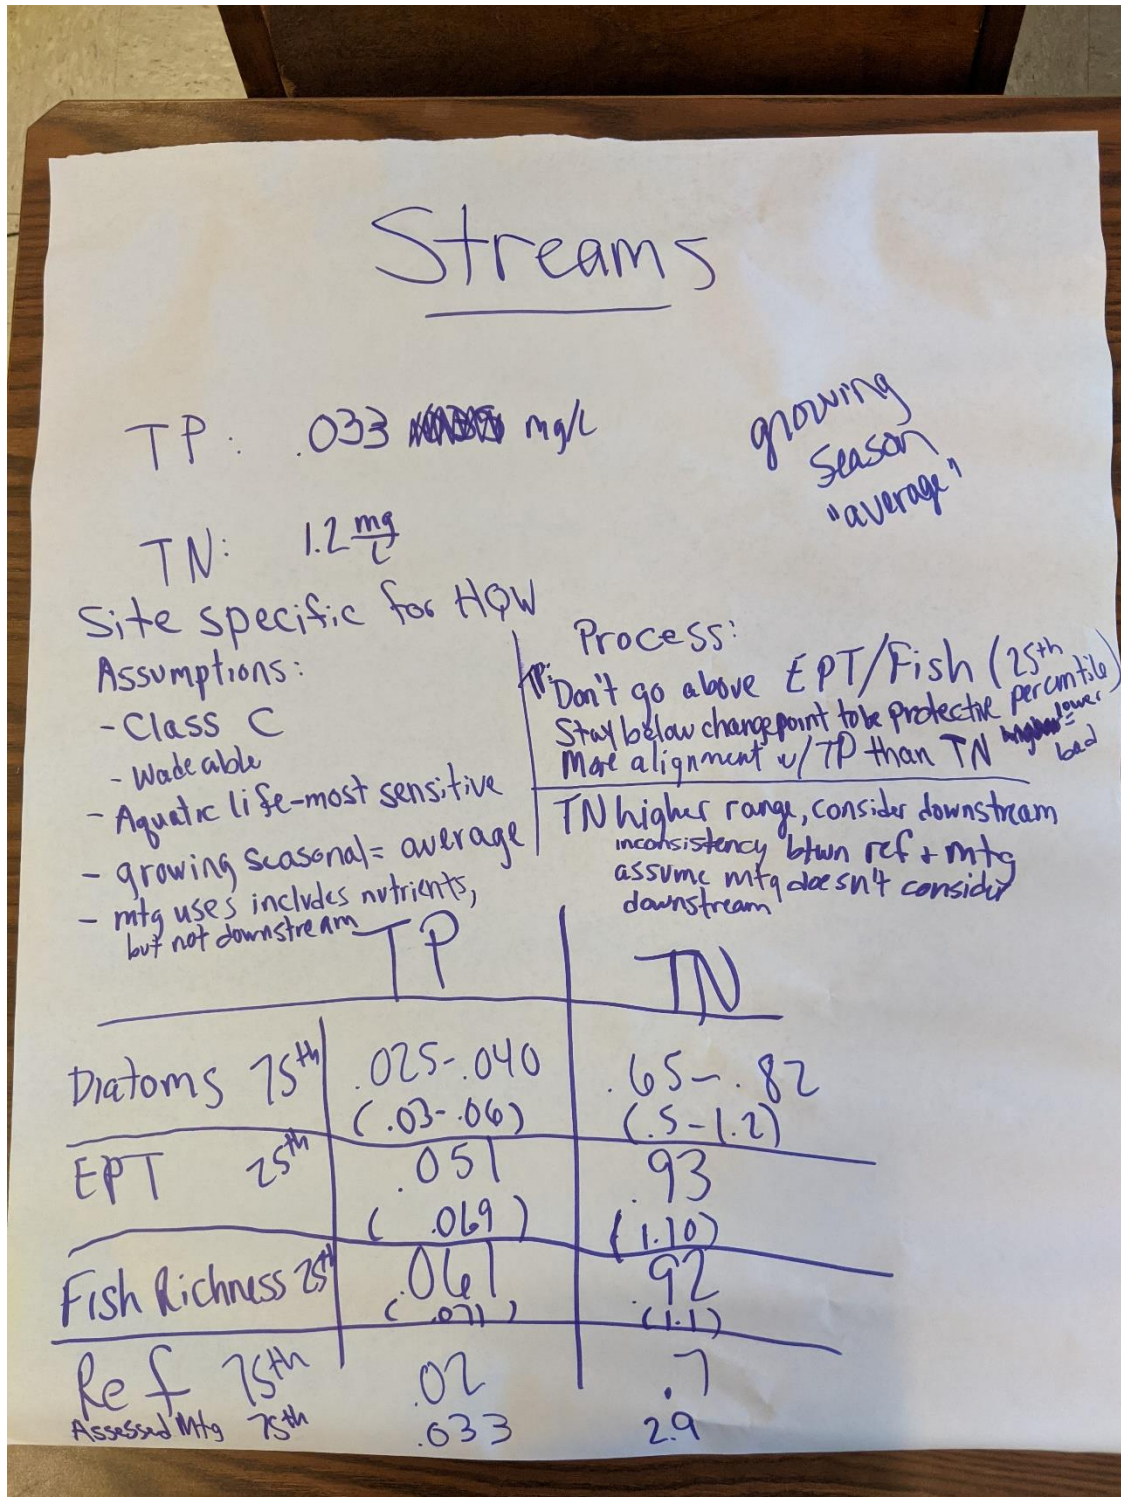 Streams
TP: .033 mg/L
growing
season
"average"
TN: 1.2 mg/L
Site specific for HQW
Assumptions:
- Class C
- Wadeable
- Aquatic life-most sensitive
- growing seasonal= average
- mtg uses includes nutrients,
but not downstream
Process:
TP: Don't go above EPT/Fish (25th percentile)
Stay below changepoint to be protective lower =
More alignment w/ TP than TN bad
TN higher range, consider downstream
inconsistency btwn ref + mtg
assume mtg doesn't consider
downstream
TP TN
Diatoms 75th .025-.040 .65-.82
(.03-.06) (.5-1.2)
EPT 25th .051 .93
(.069) (1.10)
Fish Richness 25th .061 .92
(.071) (1.1)
Ref 75th .02 .7
Assessed Mtg 75th .033 2.9